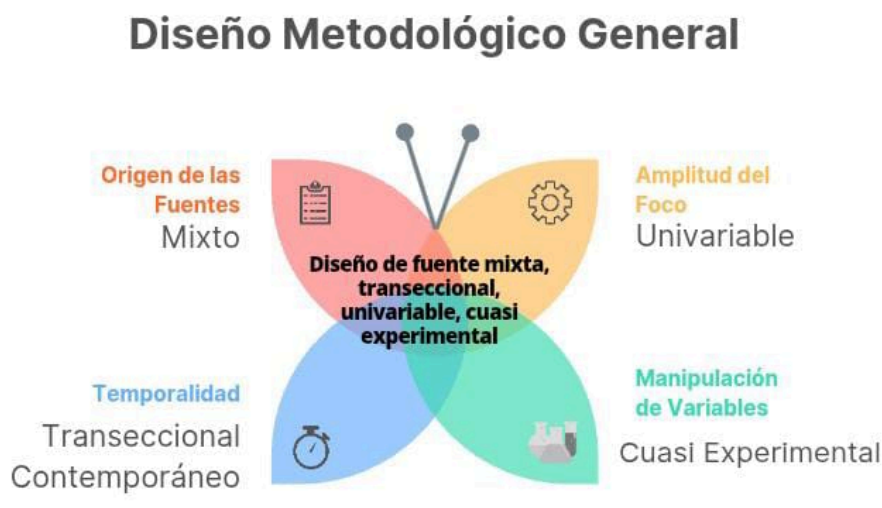 Diseño Metodológico General
Origen de las
Fuentes
Mixto
Amplitud del
Foco
Univariable
Diseño de fuente mixta,
transeccional,
univariable, cuasi
experimental
Temporalidad
Transeccional
Contemporáneo
Manipulación
de Variables
Cuasi Experimental